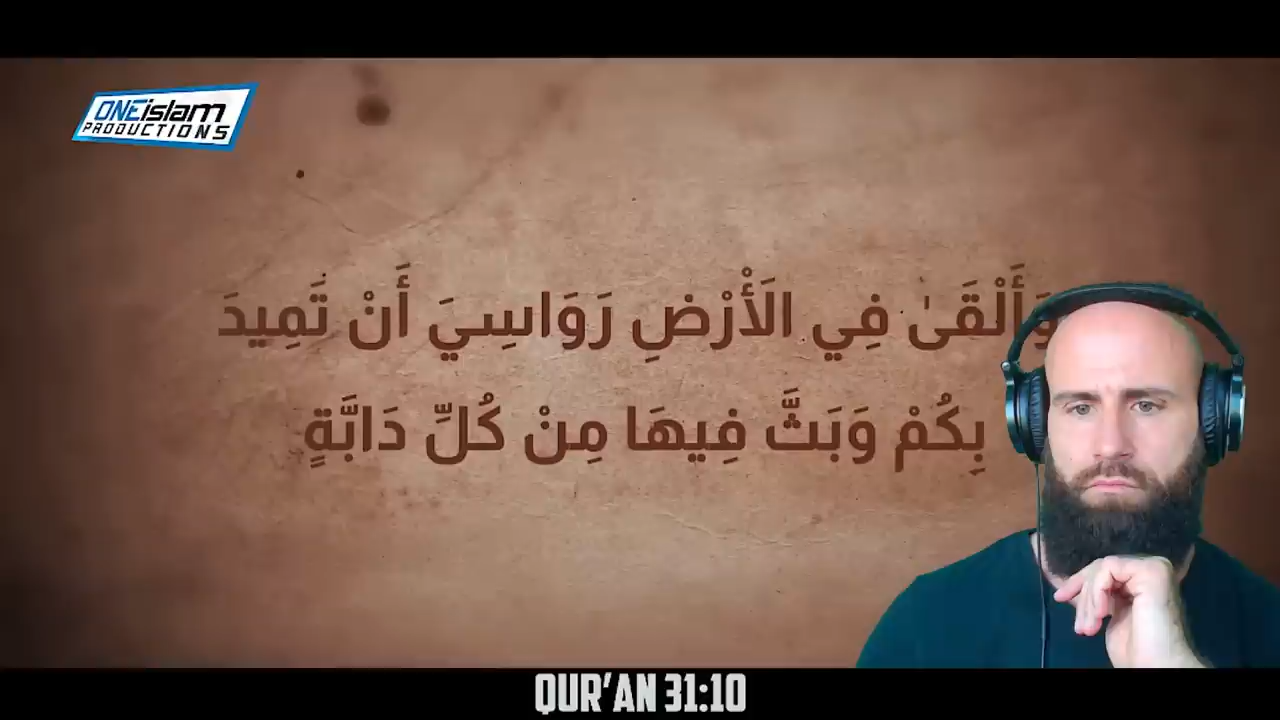 ONEislam
PRODUCTIONS
وَأَلْقَىٰ فِي الْأَرْضِ رَوَاسِيَ أَنْ تَمِيدَ
بِكُمْ وَبَثَّ فِيهَا مِنْ كُلِّ دَابَّةٍ
QUR'AN 31:10